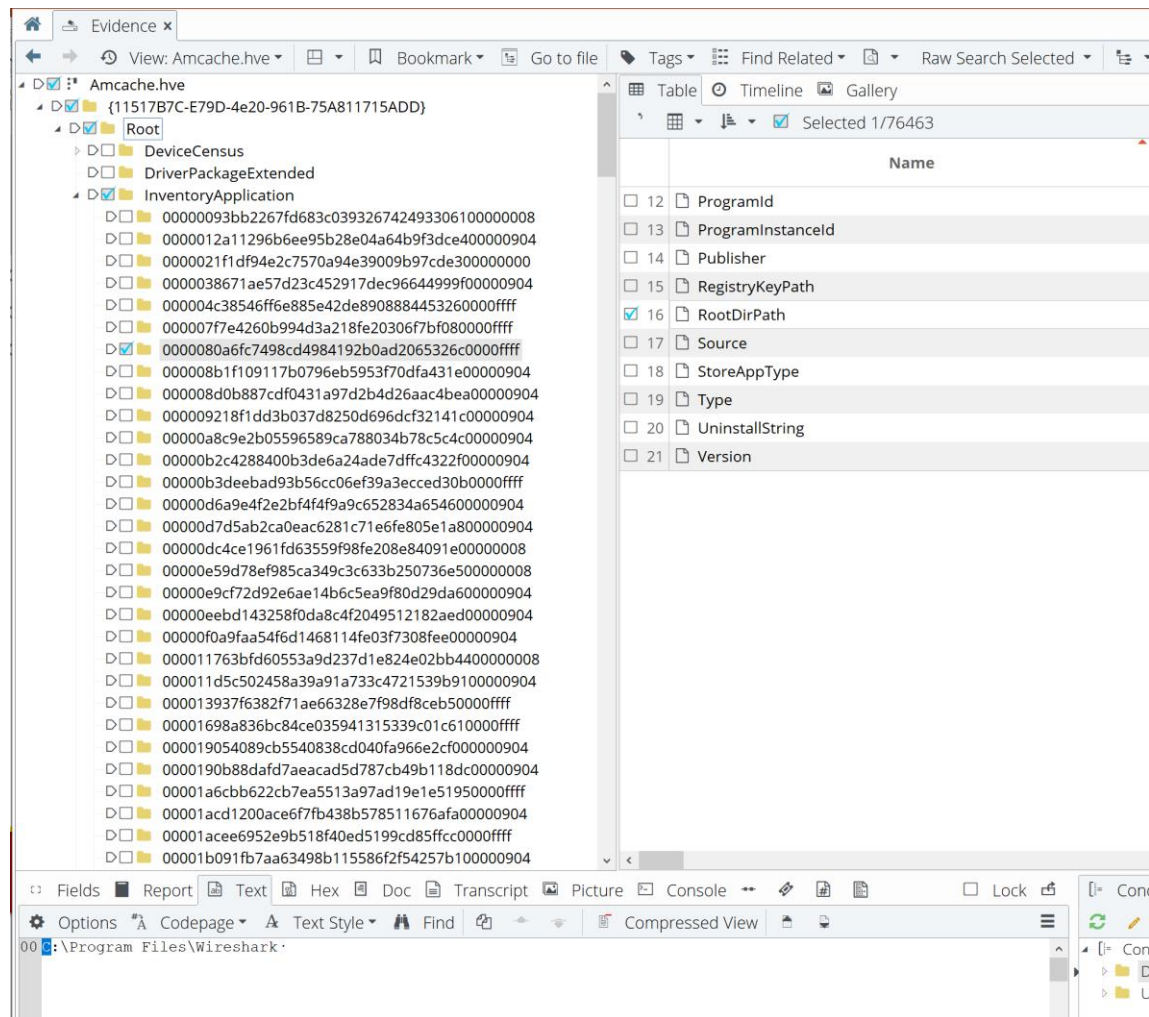 Evidence x
View: Amcache.hve Bookmark Go to file Tags Find Related Raw Search Selected
Amcache.hve
{11517B7C-E79D-4e20-961B-75A811715ADD}
Root
DeviceCensus
DriverPackageExtended
InventoryApplication
00000093bb2267fd683c039326742493306100000008
0000012a11296b6ee95b28e04a64b9f3dce400000904
0000021f1df94e2c7570a94e39009b97cde300000000
0000038671ae57d23c452917dec96644999f00000904
000004c38546ff6e885e42de8908884453260000ffff
000007f7e4260b994d3a218fe20306f7bf080000ffff
0000080a6fc7498cd4984192b0ad2065326c0000ffff
000008b1f109117b0796eb5953f70dfa431e00000904
000008d0b887cdf0431a97d2b4d26aac4bea00000904
000009218f1dd3b037d8250d696dcf32141c00000904
00000a8c9e2b05596589ca788034b78c5c4c00000904
00000b2c4288400b3de6a24ade7dffc4322f00000904
00000b3deebad93b56cc06ef39a3ecced30b0000ffff
00000d6a9e4f2e2bf4f4f9a9c652834a654600000904
00000d7d5ab2ca0eac6281c71e6fe805e1a800000904
00000dc4ce1961fd63559f98fe208e84091e00000008
00000e59d78ef985ca349c3c633b250736e500000008
00000e9cf72d92e6ae14b6c5ea9f80d29da600000904
00000eebd143258f0da8c4f2049512182aed00000904
00000f0a9faa54f6d1468114fe03f7308fee00000904
000011763bfd60553a9d237d1e824e02bb4400000008
000011d5c502458a39a91a733c4721539b9100000904
000013937f6382f71ae66328e7f98df8ceb50000ffff
00001698a836bc84ce035941315339c01c610000ffff
000019054089cb5540838cd040fa966e2cf000000904
0000190b88dafd7aeacad5d787cb49b118dc00000904
00001a6cbb622cb7ea5513a97ad19e1e51950000ffff
00001acd1200ace6f7fb438b578511676afa00000904
00001acee6952e9b518f40ed5199cd85ffcc0000ffff
00001b091fb7aa63498b115586f2f54257b100000904
Table Timeline Gallery
Selected 1/76463
Name
12 ProgramId
13 ProgramInstanceId
14 Publisher
15 RegistryKeyPath
16 RootDirPath
17 Source
18 StoreAppType
19 Type
20 UninstallString
21 Version
Fields Report Text Hex Doc Transcript Picture Console Lock
Options Codepage Text Style Find Compressed View
00 C:\Program Files\Wireshark·
Conc
Con
D
U